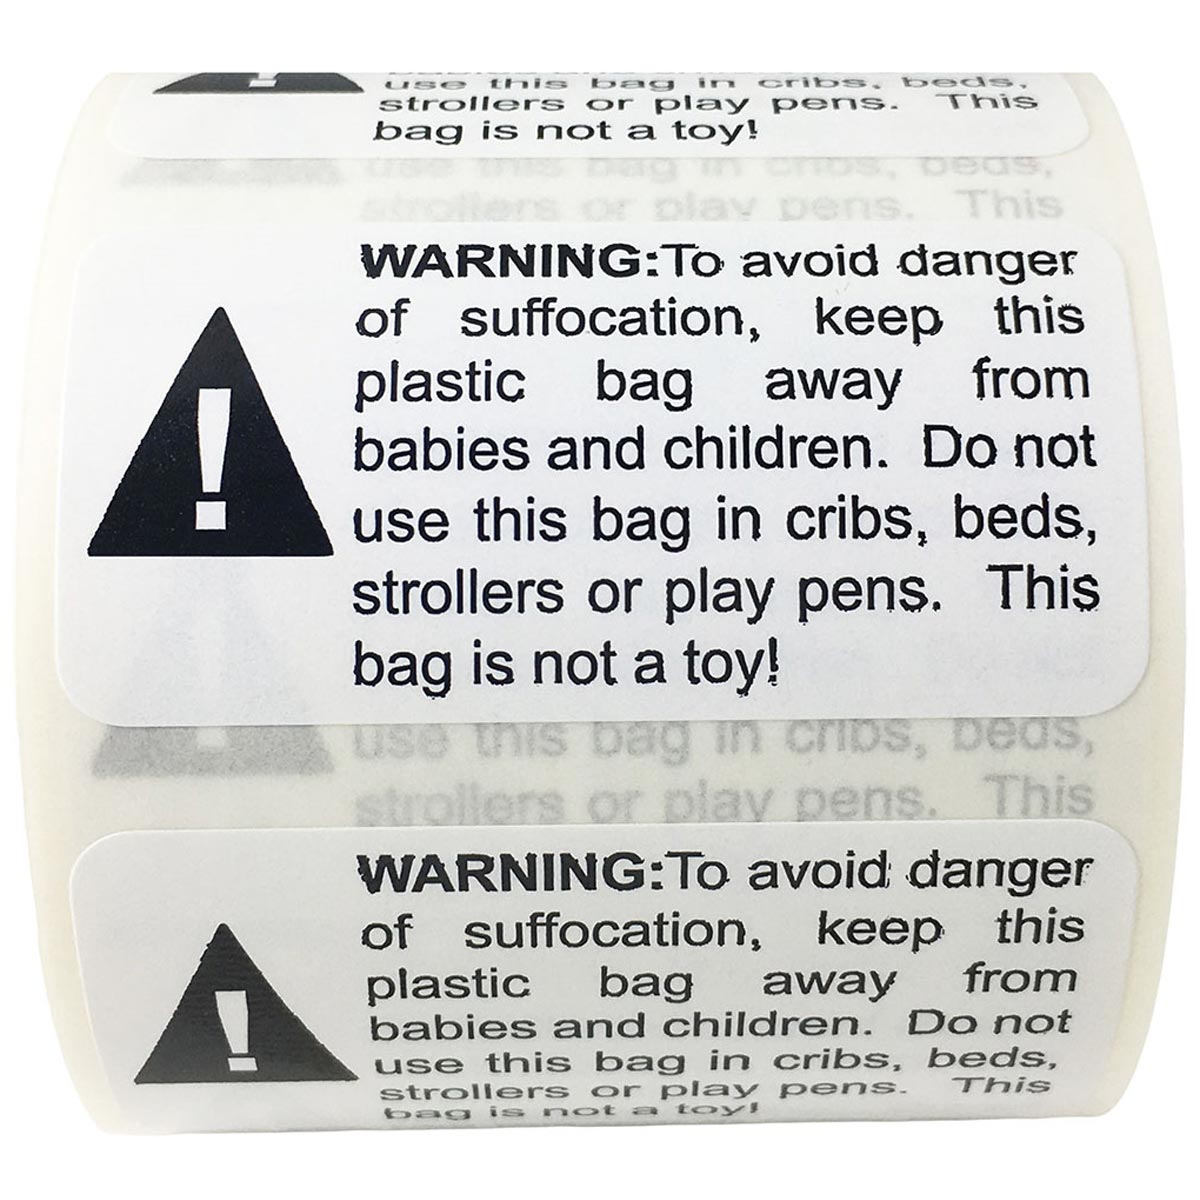 use this bag in cribs, beds,
strollers or play pens. This
bag is not a toy!
use this bag in cribs, beds,
strollers or play pens. This
WARNING:To avoid danger
of suffocation, keep this
plastic bag away from
babies and children. Do not
use this bag in cribs, beds,
strollers or play pens. This
bag is not a toy!
use this bag in cribs, beds,
strollers or play pens. This
WARNING:To avoid danger
of suffocation, keep this
plastic bag away from
babies and children. Do not
use this bag in cribs, beds,
strollers or play pens. This
bag is not a toy!